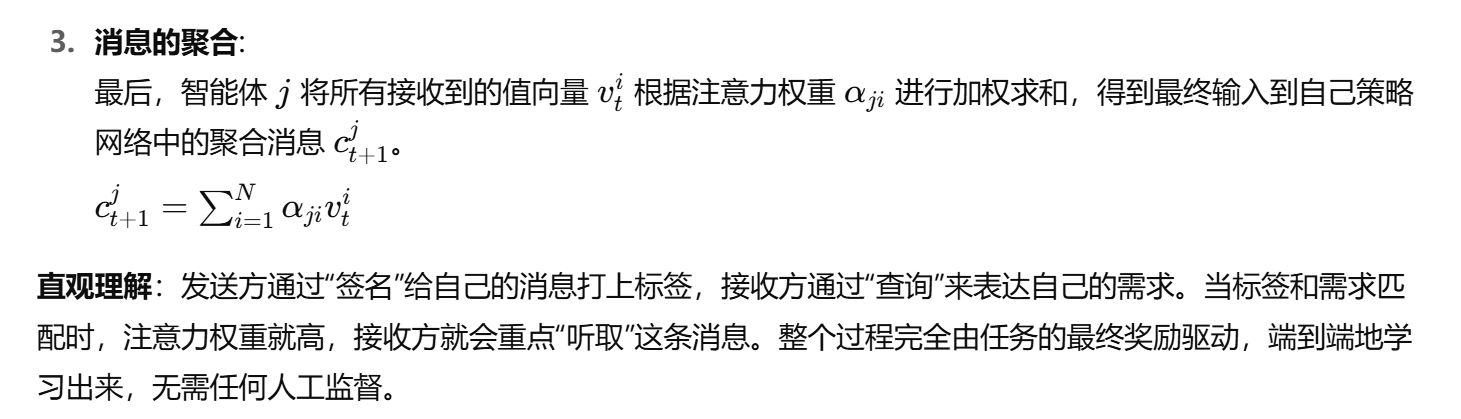 3. 消息的聚合:
最后，智能体 j 将所有接收到的值向量 v_t^i 根据注意力权重 α_{ji} 进行加权求和，得到最终输入到自己策略
网络中的聚合消息 c_{t+1}^j。
c_{t+1}^j = ∑_{i=1}^N α_{ji} v_t^i
直观理解：发送方通过“签名”给自己的消息打上标签，接收方通过“查询”来表达自己的需求。当标签和需求匹
配时，注意力权重就高，接收方就会重点“听取”这条消息。整个过程完全由任务的最终奖励驱动，端到端地学
习出来，无需任何人工监督。